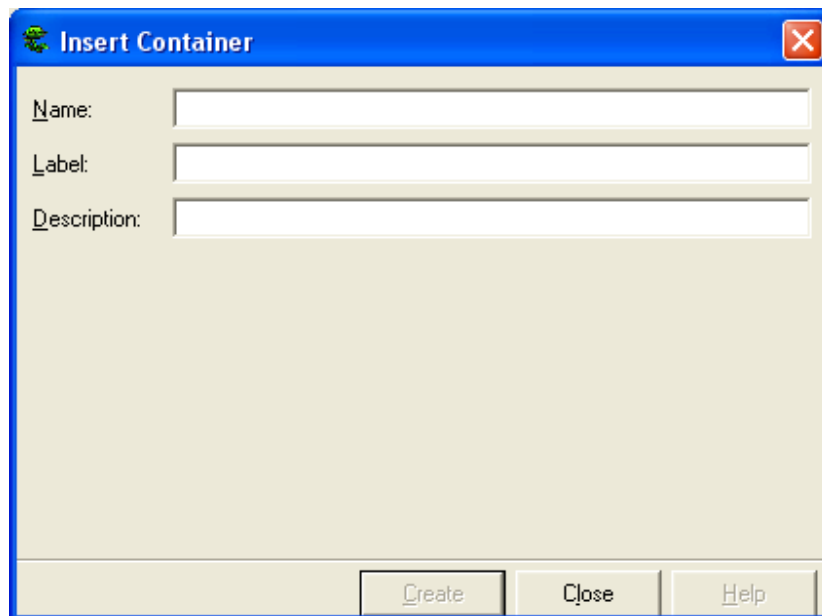 Insert Container
Name:
Label:
Description:
Create Close Help